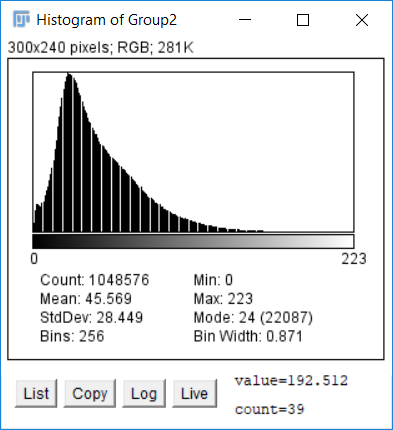 Histogram of Group2
300x240 pixels; RGB; 281K
0 223
Count: 1048576 Min: 0
Mean: 45.569 Max: 223
StdDev: 28.449 Mode: 24 (22087)
Bins: 256 Bin Width: 0.871
List Copy Log Live value=192.512
count=39